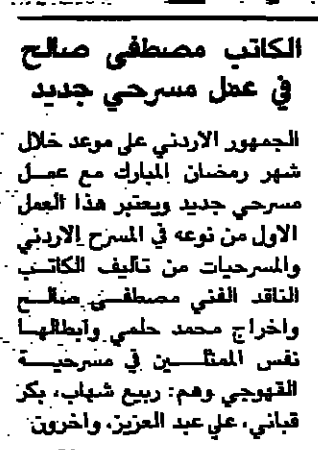 الكاتب مصطفى صالح
في عمل مسرحي جديد
الجمهور الاردني على موعد خلال
شهر رمضان المبارك مع عمل
مسرحي جديد ويعتبر هذا العمل
الاول من نوعه في المسرح الاردني
والمسرحيات من تاليف الكاتب
الناقد الفني مصطفى صالح
واخراج محمد حلمي وابطالها
نفس الممثلين في مسرحية
القهوجي وهم: ربيع شهاب، بكر
قباني، علي عبد العزيز، واخرون